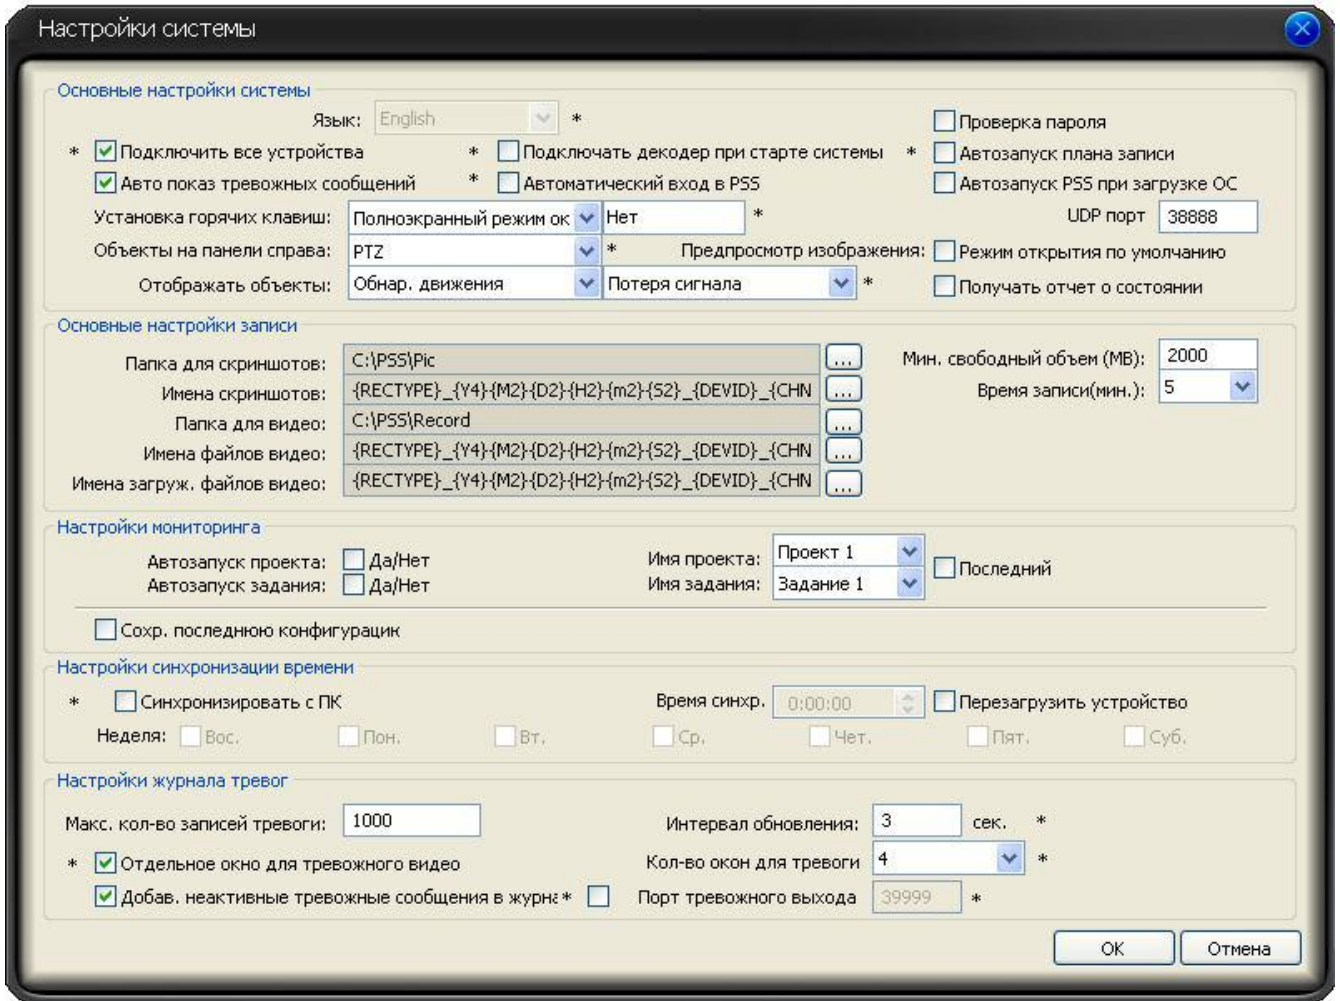 Настройки системы
Основные настройки системы
Язык: English *
Проверка пароля
* Подключить все устройства * Подключать декодер при старте системы * Автозапуск плана записи
Авто показ тревожных сообщений * Автоматический вход в PSS Автозапуск PSS при загрузке ОС
Установка горячих клавиш: Полноэкранный режим ок Нет * UDP порт 38888
Объекты на панели справа: PTZ * Предпросмотр изображения: Режим открытия по умолчанию
Отображать объекты: Обнар. движения Потеря сигнала * Получать отчет о состоянии
Основные настройки записи
Папка для скриншотов: C:\PSS\Pic ... Мин. свободный объем (MB): 2000
Имена скриншотов: {RECTYPE}_{Y4}-{M2}-{D2}-{H2}-{m2}-{S2}_{DEVID}_{CHN ... Время записи(мин.): 5
Папка для видео: C:\PSS\Record ...
Имена файлов видео: {RECTYPE}_{Y4}-{M2}-{D2}-{H2}-{m2}-{S2}_{DEVID}_{CHN ...
Имена загруж. файлов видео: {RECTYPE}_{Y4}-{M2}-{D2}-{H2}-{m2}-{S2}_{DEVID}_{CHN ...
Настройки мониторинга
Автозапуск проекта: Да/Нет Имя проекта: Проект 1 Последний
Автозапуск задания: Да/Нет Имя задания: Задание 1
Сохр. последнюю конфигурацик
Настройки синхронизации времени
* Синхронизировать с ПК Время синхр. 0:00:00 Перезагрузить устройство
Неделя: Вос. Пон. Вт. Ср. Чет. Пят. Суб.
Настройки журнала тревог
Макс. кол-во записей тревоги: 1000 Интервал обновления: 3 сек. *
* Отдельное окно для тревожного видео Кол-во окон для тревоги 4 *
Добав. неактивные тревожные сообщения в журна * Порт тревожного выхода 39999 *
OK Отмена